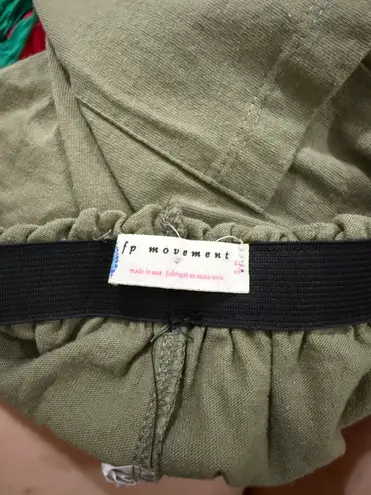 fp movement
made in usa . fabriqué en états-unis